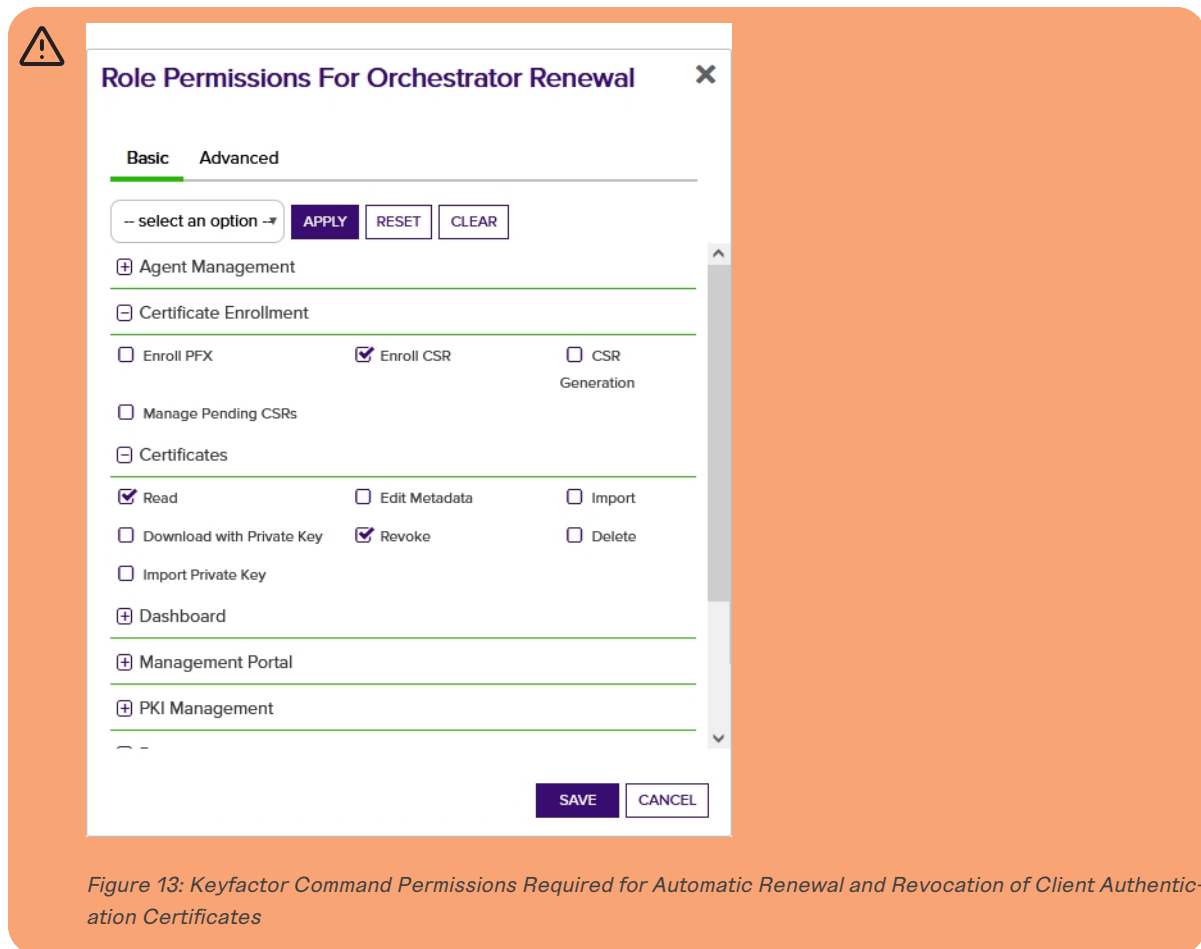 Role Permissions For Orchestrator Renewal
Basic Advanced
-- select an option -- APPLY RESET CLEAR
Agent Management
Certificate Enrollment
Enroll PFX Enroll CSR CSR
Generation
Manage Pending CSRs
Certificates
Read Edit Metadata Import
Download with Private Key Revoke Delete
Import Private Key
Dashboard
Management Portal
PKI Management
SAVE CANCEL
Figure 13: Keyfactor Command Permissions Required for Automatic Renewal and Revocation of Client Authentic-
ation Certificates